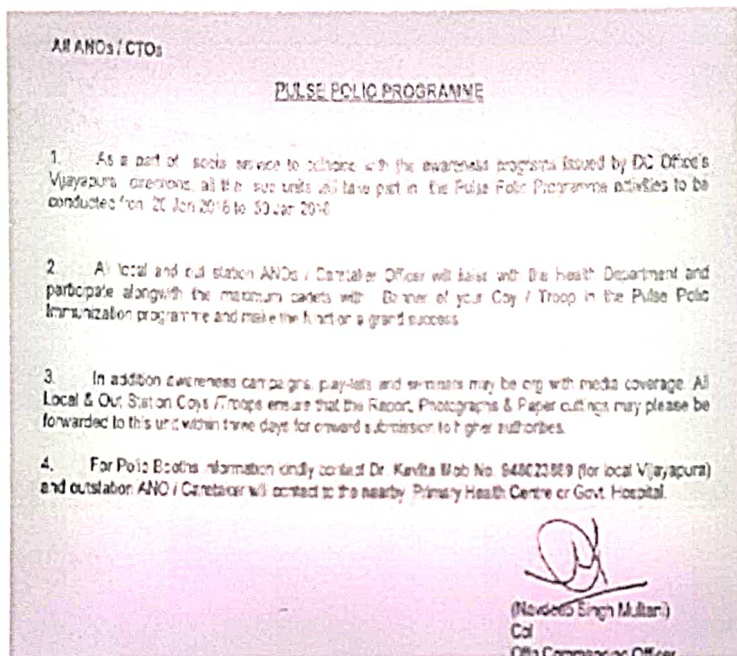 All ANOs / CTOs
PULSE POLIO PROGRAMME
1. As a part of social service to with the awareness programs issued by DC Office's
Vijayapura directions, all the sub units will take part in the Pulse Polio Programme activities to be
conducted from 20 Jan 2016 to Jan 2016
2. All local and out station ANOs / Caretaker Officer will liaise with the Health Department and
participate alongwith the maximum cadets with Banner of your Coy / Troop in the Pulse Polio
Immunization programme and make the function a grand success
3. In addition awareness campaigns, play-lets and seminars may be org with media coverage. All
Local & Out Station Coys /Troops ensure that the Report, Photographs & Paper cuttings may please be
forwarded to this unit within three days for onward submission to higher authorities.
4. For Polio Booths information kindly contact Dr. Kavita Mob No. (for local Vijayapura)
and outstation ANO / Caretaker will contact to the nearby Primary Health Centre or Govt. Hospital.
(Navdeep Singh Multani)
Col
Offg Commanding Officer